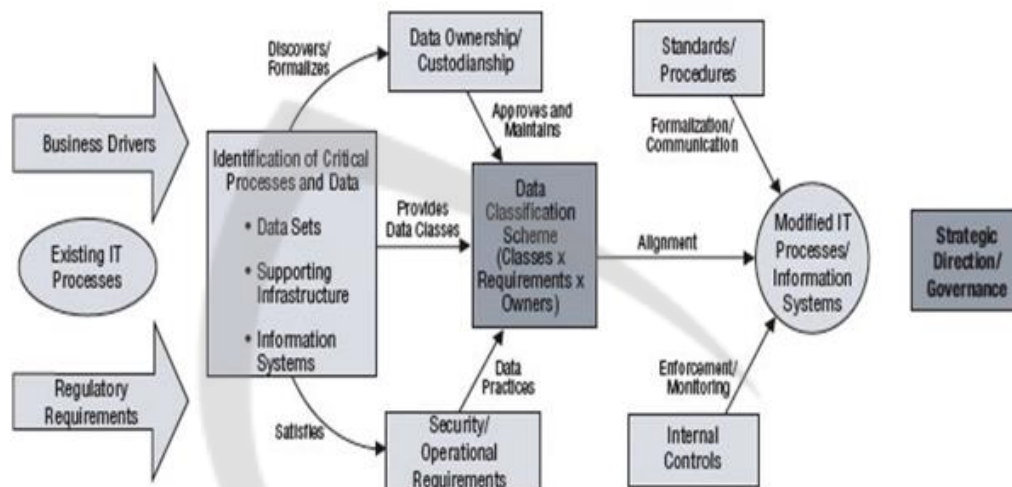 Business Drivers
Existing IT
Processes
Regulatory
Requirements
Discovers/
Formalizes
Identification of Critical
Processes and Data
• Data Sets
• Supporting
Infrastructure
• Information
Systems
Satisfies
Data Ownership/
Custodianship
Approves and
Maintains
Provides
Data Classes
Data
Classification
Scheme
(Classes x
Requirements x
Owners)
Data
Practices
Security/
Operational
Requirements
Alignment
Standards/
Procedures
Formalization/
Communication
Modified IT
Processes/
Information
Systems
Enforcement/
Monitoring
Internal
Controls
Strategic
Direction/
Governance